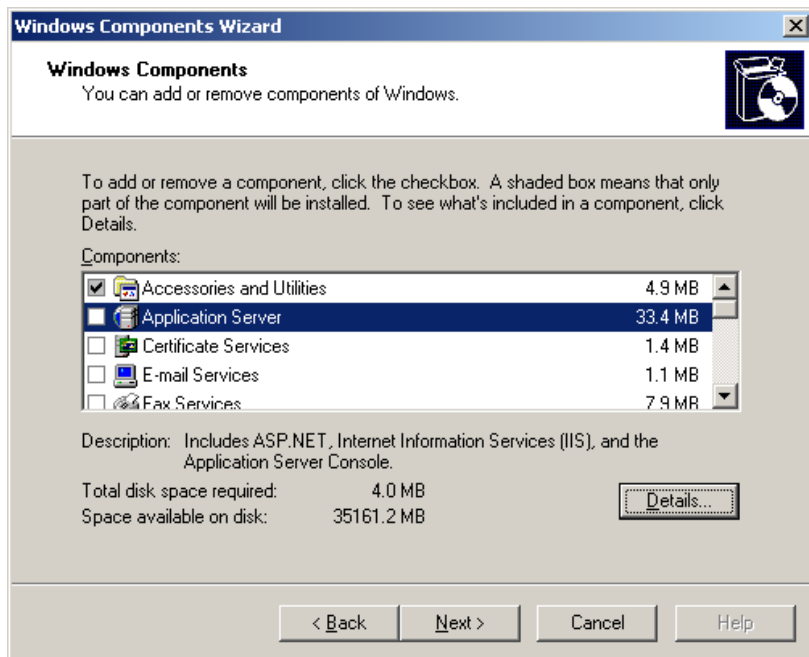 Windows Components Wizard
Windows Components
You can add or remove components of Windows.
To add or remove a component, click the checkbox. A shaded box means that only
part of the component will be installed. To see what's included in a component, click
Details.
Components:
Accessories and Utilities 4.9 MB
Application Server 33.4 MB
Certificate Services 1.4 MB
E-mail Services 1.1 MB
Fax Services 7.9 MB
Description: Includes ASP.NET, Internet Information Services (IIS), and the
Application Server Console.
Total disk space required: 4.0 MB
Space available on disk: 35161.2 MB
Details...
< Back Next > Cancel Help